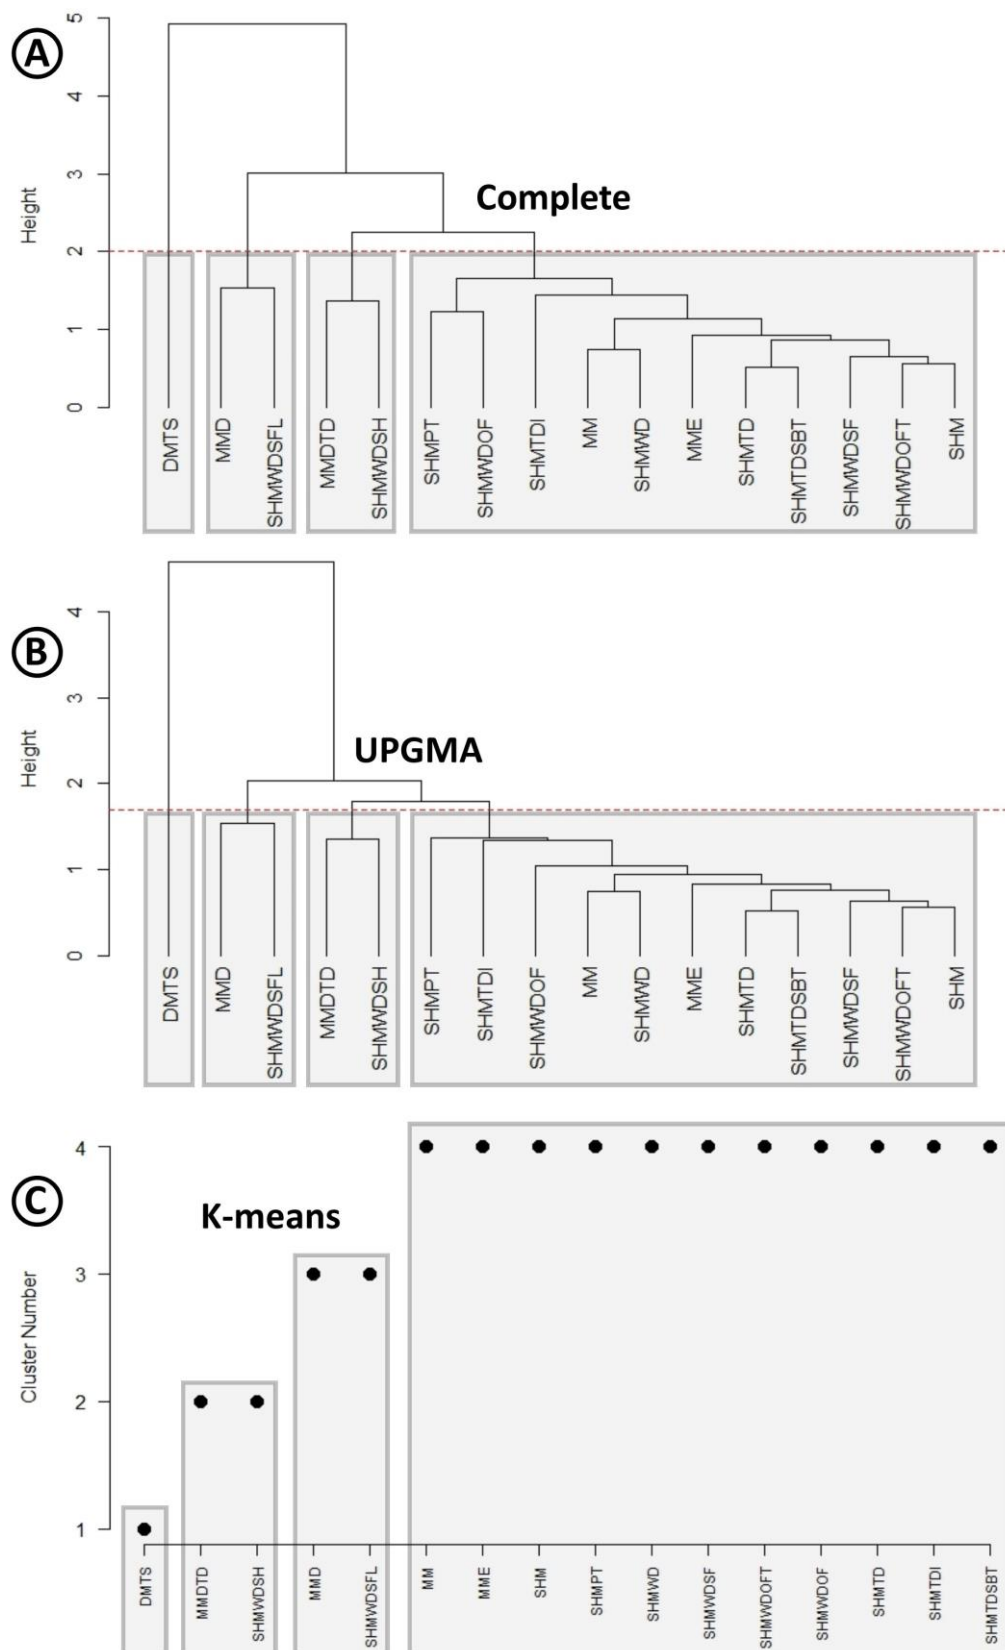 A
Complete
Height
5
4
3
2
1
0
DMTS
MMD
SHMWDSFL
MMDTD
SHMWDSH
SHMPT
SHMWDOF
SHMTDI
MM
SHMWD
MME
SHMTD
SHMTDSBT
SHMWDSF
SHMWDOFT
SHM
B
UPGMA
Height
4
3
2
1
0
DMTS
MMD
SHMWDSFL
MMDTD
SHMWDSH
SHMPT
SHMTDI
SHMWDOF
MM
SHMWD
MME
SHMTD
SHMTDSBT
SHMWDSF
SHMWDOFT
SHM
C
K-means
Cluster Number
4
3
2
1
DMTS
MMDTD
SHMWDSH
MMD
SHMWDSFL
MM
MME
SHM
SHMPT
SHMWD
SHMWDSF
SHMWDOFT
SHMWDOF
SHMTD
SHMTDI
SHMTDSBT